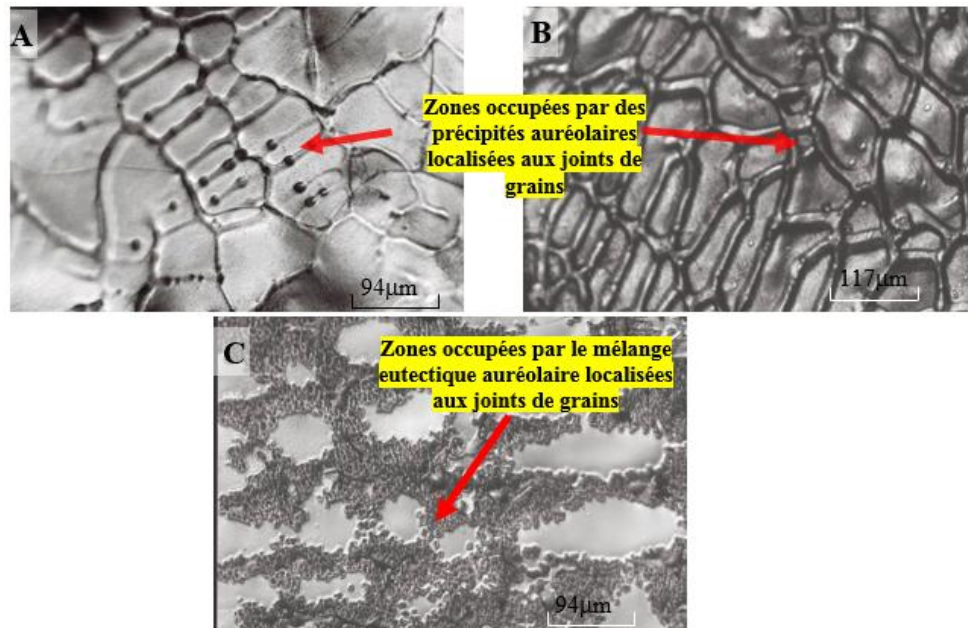 A
B
Zones occupées par des
précipités auréolaires
localisées aux joints de
grains
94µm
117µm
C
Zones occupées par le mélange
eutectique auréolaire localisées
aux joints de grains
94µm